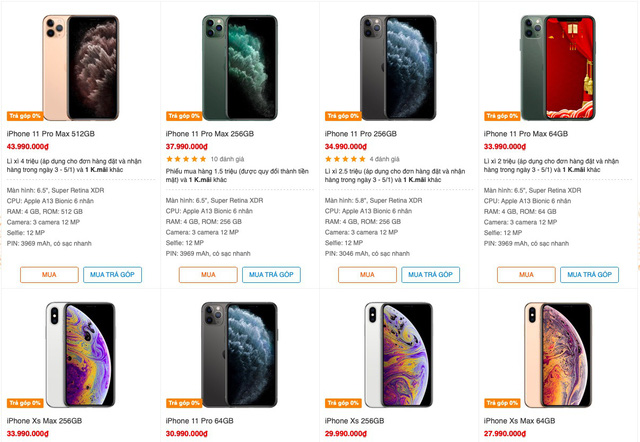 Trả góp 0%
iPhone 11 Pro Max 512GB
43.990.000₫
Lì xì 4 triệu (áp dụng cho đơn hàng đặt và nhận
hàng trong ngày 3 - 5/1) và 1 K.mãi khác
Màn hình: 6.5", Super Retina XDR
CPU: Apple A13 Bionic 6 nhân
RAM: 4 GB, ROM: 512 GB
Camera: 3 camera 12 MP
Selfie: 12 MP
PIN: 3969 mAh, có sạc nhanh
MUA
MUA TRẢ GÓP
Trả góp 0%
iPhone 11 Pro Max 256GB
37.990.000₫
10 đánh giá
Phiếu mua hàng 1.5 triệu (được quy đổi thành tiền
mặt) và 1 K.mãi khác
Màn hình: 6.5", Super Retina XDR
CPU: Apple A13 Bionic 6 nhân
RAM: 4 GB, ROM: 256 GB
Camera: 3 camera 12 MP
Selfie: 12 MP
PIN: 3969 mAh, có sạc nhanh
MUA
MUA TRẢ GÓP
Trả góp 0%
iPhone 11 Pro 256GB
34.990.000₫
4 đánh giá
Lì xì 2.5 triệu (áp dụng cho đơn hàng đặt và nhận
hàng trong ngày 3 - 5/1) và 1 K.mãi khác
Màn hình: 5.8", Super Retina XDR
CPU: Apple A13 Bionic 6 nhân
RAM: 4 GB, ROM: 256 GB
Camera: 3 camera 12 MP
Selfie: 12 MP
PIN: 3046 mAh, có sạc nhanh
MUA
MUA TRẢ GÓP
Trả góp 0%
iPhone 11 Pro Max 64GB
33.990.000₫
Lì xì 2 triệu (áp dụng cho đơn hàng đặt và nhận
hàng trong ngày 3 - 5/1) và 1 K.mãi khác
Màn hình: 6.5", Super Retina XDR
CPU: Apple A13 Bionic 6 nhân
RAM: 4 GB, ROM: 64 GB
Camera: 3 camera 12 MP
Selfie: 12 MP
PIN: 3969 mAh, có sạc nhanh
MUA
MUA TRẢ GÓP
Trả góp 0%
iPhone Xs Max 256GB
33.990.000₫
Trả góp 0%
iPhone 11 Pro 64GB
30.990.000₫
Trả góp 0%
iPhone Xs 256GB
29.990.000₫
Trả góp 0%
iPhone Xs Max 64GB
27.990.000₫